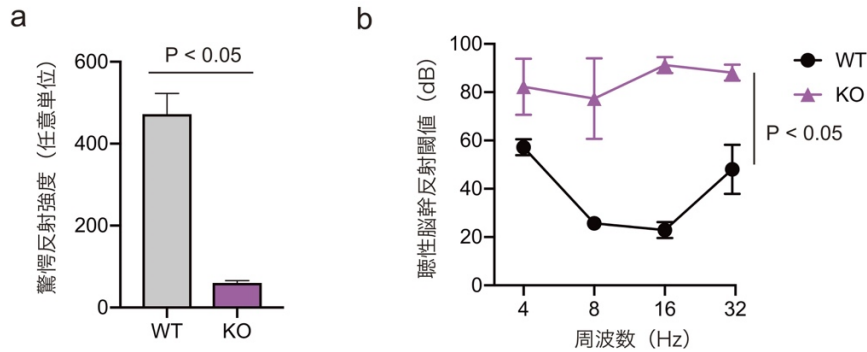 a
驚愕反射強度（任意単位）
600
400
200
0
P < 0.05
WT
KO
b
聴性脳幹反射閾値（dB）
100
80
60
40
20
0
4
8
16
32
周波数（Hz）
WT
KO
P < 0.05